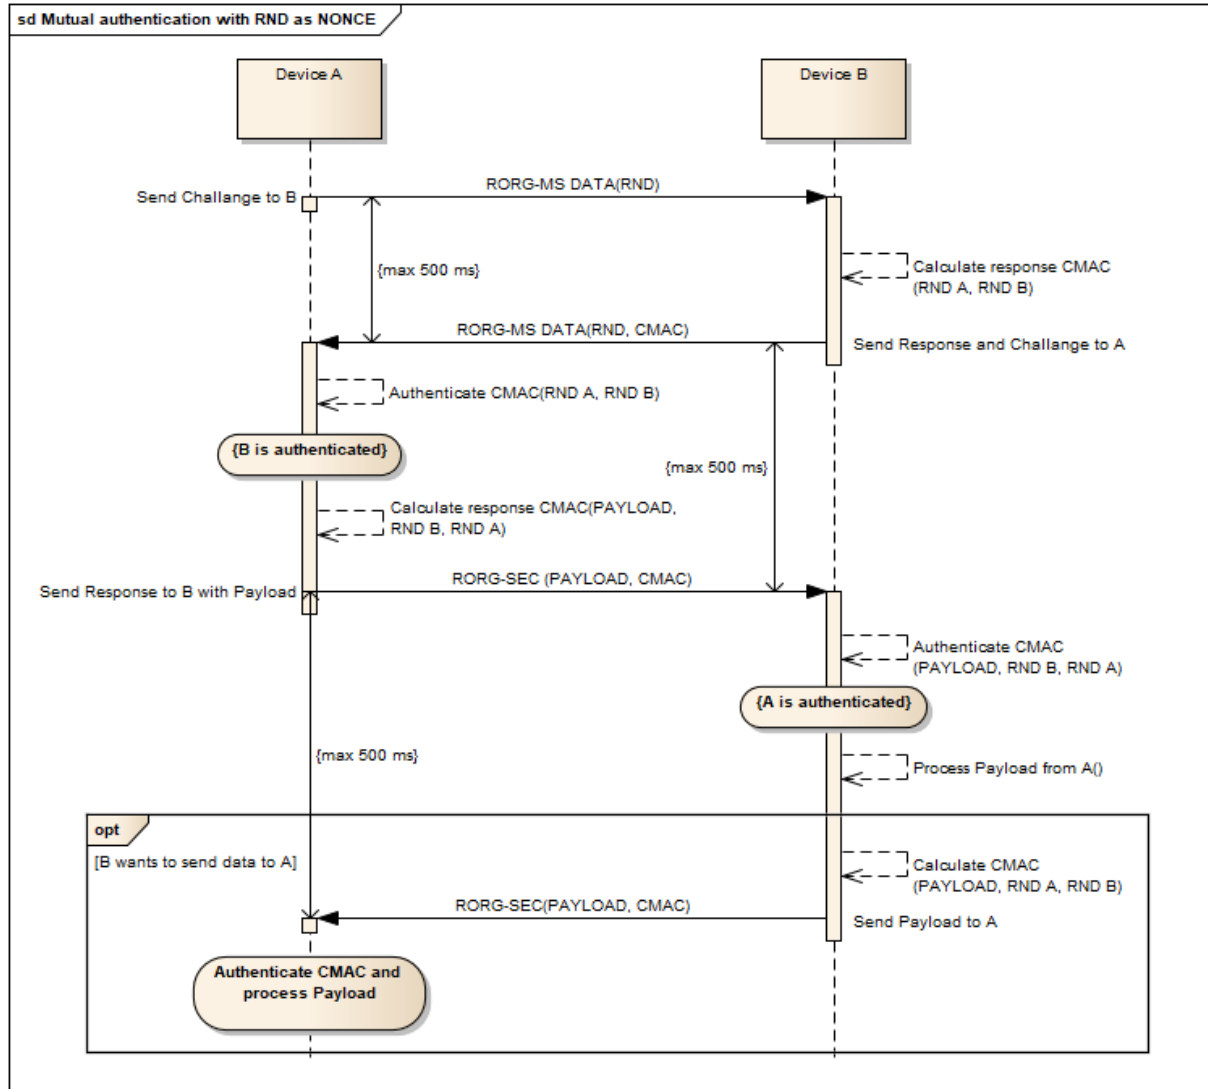 sd Mutual authentication with RND as NONCE
Device A
Device B
RORG-MS DATA(RND)
Send Challange to B
{max 500 ms}
Calculate response CMAC
(RND A, RND B)
RORG-MS DATA(RND, CMAC)
Send Response and Challange to A
Authenticate CMAC(RND A, RND B)
{B is authenticated}
{max 500 ms}
Calculate response CMAC(PAYLOAD,
RND B, RND A)
RORG-SEC (PAYLOAD, CMAC)
Send Response to B with Payload
Authenticate CMAC
(PAYLOAD, RND B, RND A)
{A is authenticated}
{max 500 ms}
Process Payload from A()
opt
[B wants to send data to A]
Calculate CMAC
(PAYLOAD, RND A, RND B)
RORG-SEC(PAYLOAD, CMAC)
Send Payload to A
Authenticate CMAC and
process Payload